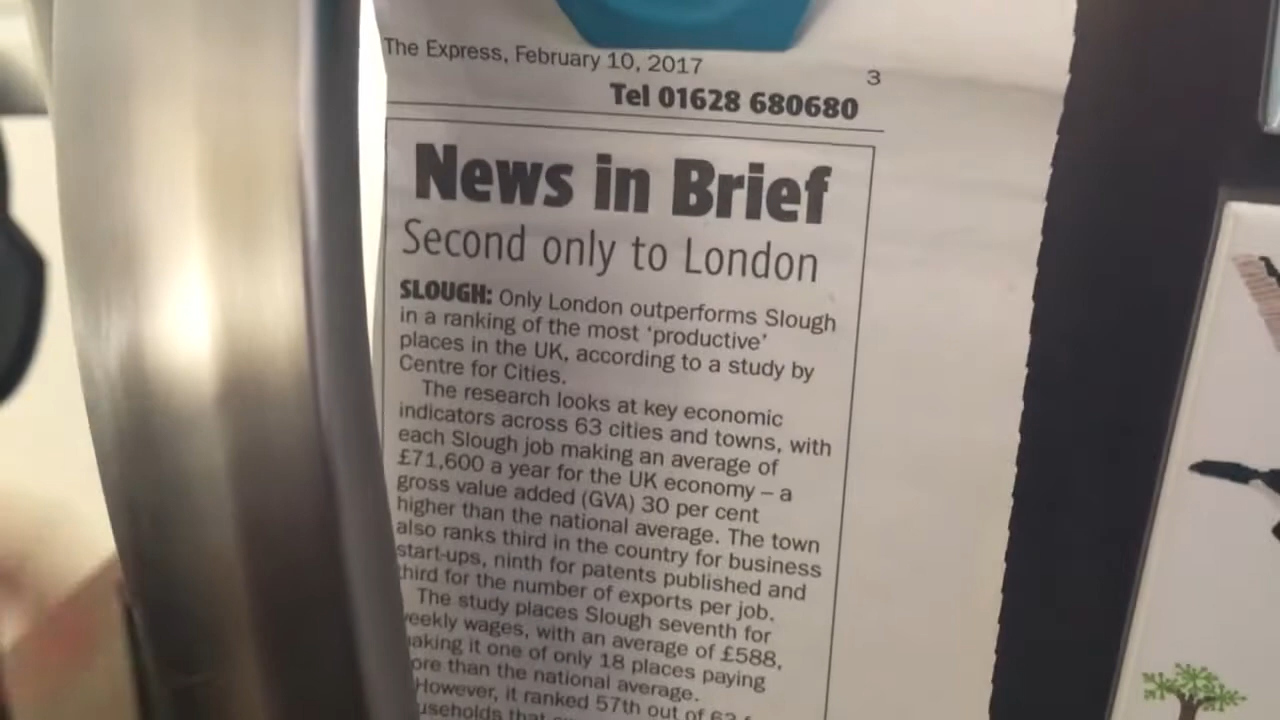 The Express, February 10, 2017
3
Tel 01628 680680
News in Brief
Second only to London
SLOUGH: Only London outperforms Slough
in a ranking of the most ‘productive’
places in the UK, according to a study by
Centre for Cities.
The research looks at key economic
indicators across 63 cities and towns, with
each Slough job making an average of
£71,600 a year for the UK economy – a
gross value added (GVA) 30 per cent
higher than the national average. The town
also ranks third in the country for business
start-ups, ninth for patents published and
third for the number of exports per job.
The study places Slough seventh for
weekly wages, with an average of £588,
making it one of only 18 places paying
more than the national average.
However, it ranked 57th out of 63
households that